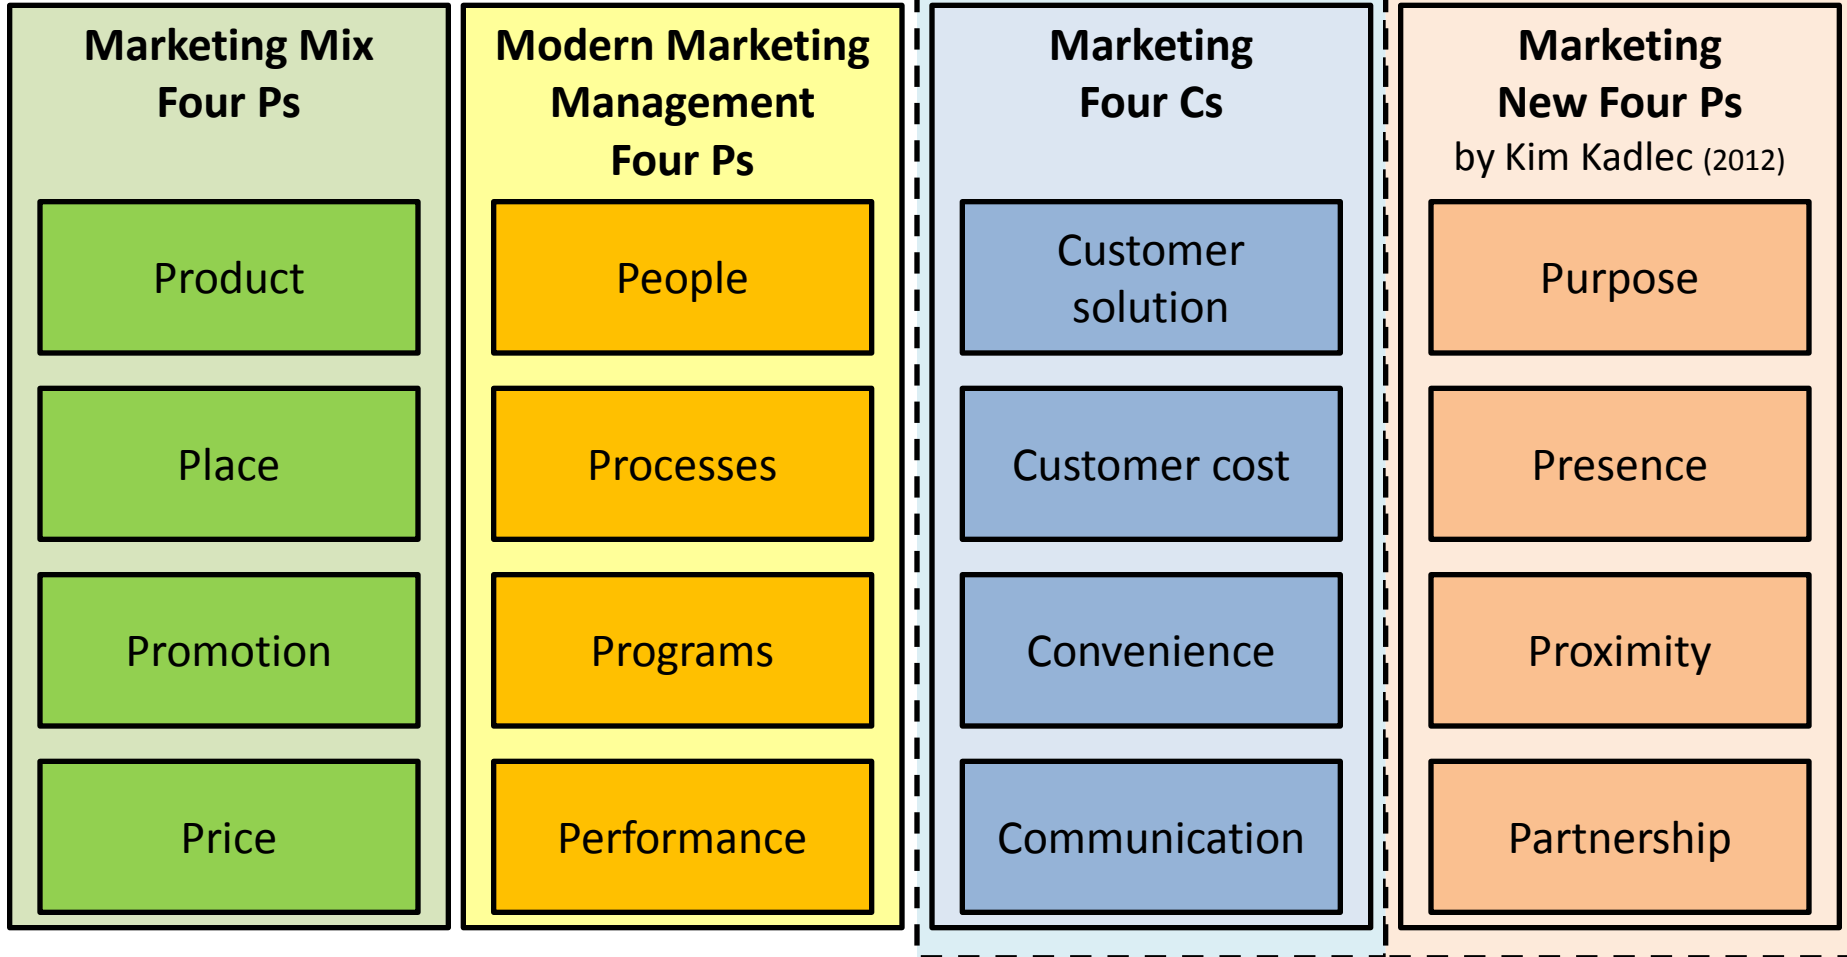 Marketing Mix
Four Ps
Product
Place
Promotion
Price
Modern Marketing
Management
Four Ps
People
Processes
Programs
Performance
Marketing
Four Cs
Customer
solution
Customer cost
Convenience
Communication
Marketing
New Four Ps
by Kim Kadlec (2012)
Purpose
Presence
Proximity
Partnership